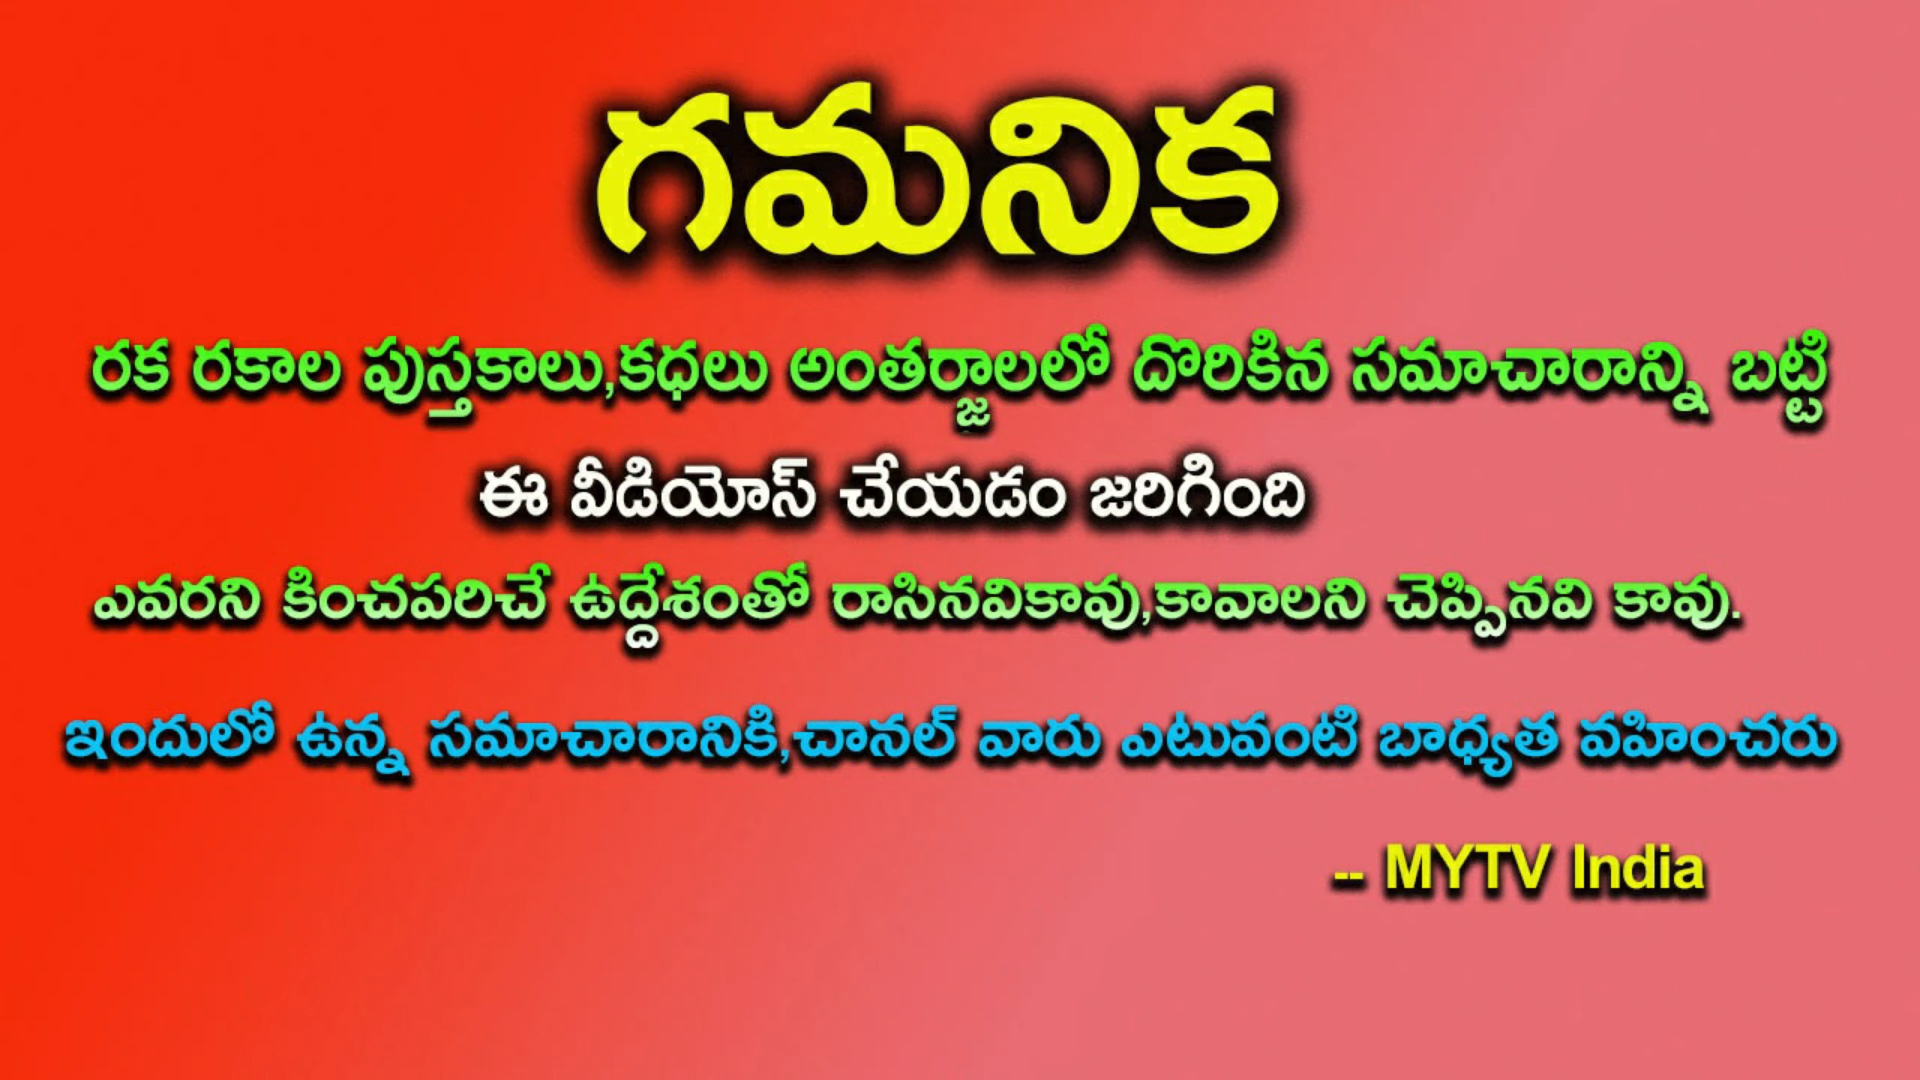 గమనిక
రక రకాల పుస్తకాలు,కధలు అంతర్జాలలో దొరికిన సమాచారాన్ని బట్టి
ఈ వీడియోస్ చేయడం జరిగింది
ఎవరని కించపరిచే ఉద్దేశంతో రాసినవికావు,కావాలని చెప్పినవి కావు.
ఇందులో ఉన్న సమాచారానికి,చానల్ వారు ఎటువంటి బాధ్యత వహించరు
-- MYTV India